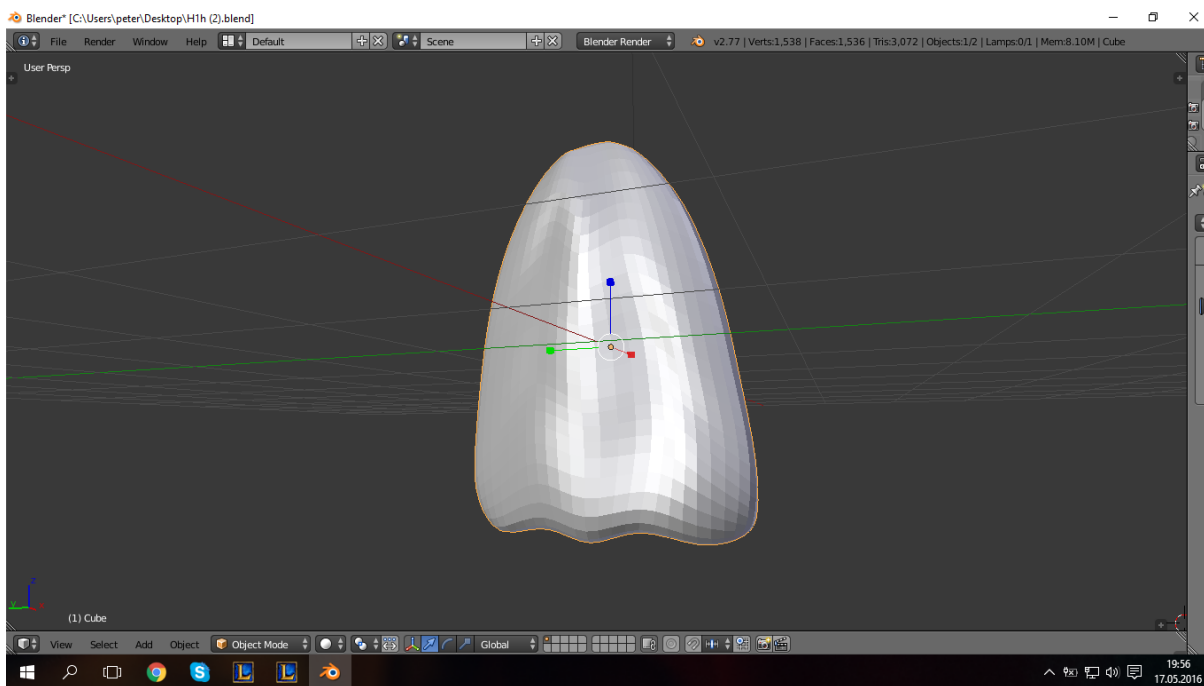 Blender* [C:\Users\peter\Desktop\H1h (2).blend]
File Render Window Help Default Scene Blender Render v2.77 | Verts:1,538 | Faces:1,536 | Tris:3,072 | Objects:1/2 | Lamps:0/1 | Mem:8.10M | Cube
User Persp
z
y x
(1) Cube
View Select Add Object Object Mode Global
19:56
17.05.2016